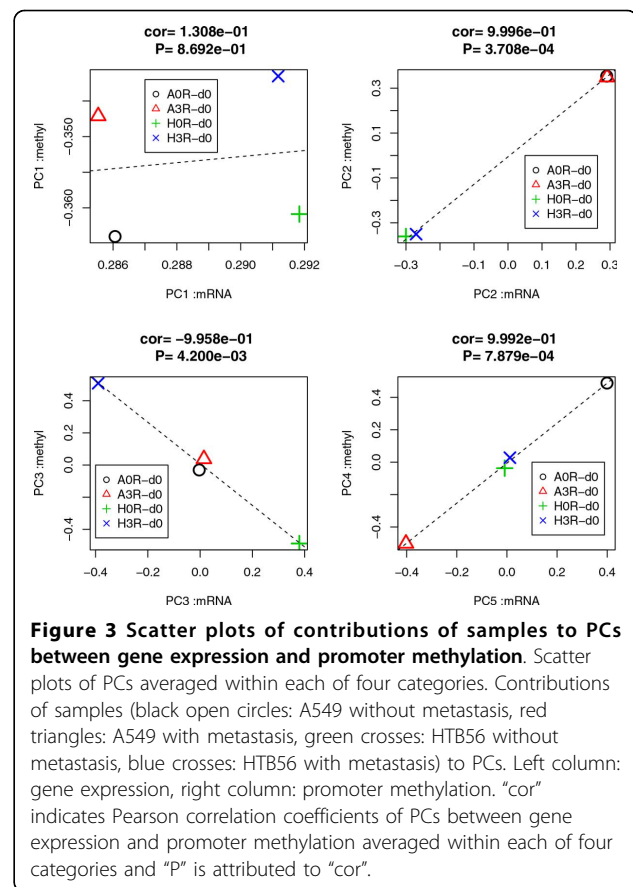 cor= 1.308e−01
P= 8.692e−01
PC1 :methyl
−0.350
−0.360
A0R−d0
A3R−d0
H0R−d0
H3R−d0
0.286 0.288 0.290 0.292
PC1 :mRNA
cor= 9.996e−01
P= 3.708e−04
PC2 :methyl
0.3
0.1
−0.1
−0.3
A0R−d0
A3R−d0
H0R−d0
H3R−d0
−0.3 −0.1 0.0 0.1 0.3
PC2 :mRNA
cor= −9.958e−01
P= 4.200e−03
PC3 :methyl
0.4
0.0
−0.4
A0R−d0
A3R−d0
H0R−d0
H3R−d0
−0.4 −0.2 0.0 0.2 0.4
PC3 :mRNA
cor= 9.992e−01
P= 7.879e−04
PC4 :methyl
0.4
0.2
0.0
−0.4
A0R−d0
A3R−d0
H0R−d0
H3R−d0
−0.4 −0.2 0.0 0.2 0.4
PC5 :mRNA
Figure 3 Scatter plots of contributions of samples to PCs
between gene expression and promoter methylation. Scatter
plots of PCs averaged within each of four categories. Contributions
of samples (black open circles: A549 without metastasis, red
triangles: A549 with metastasis, green crosses: HTB56 without
metastasis, blue crosses: HTB56 with metastasis) to PCs. Left column:
gene expression, right column: promoter methylation. “cor”
indicates Pearson correlation coefficients of PCs between gene
expression and promoter methylation averaged within each of four
categories and “P” is attributed to “cor”.